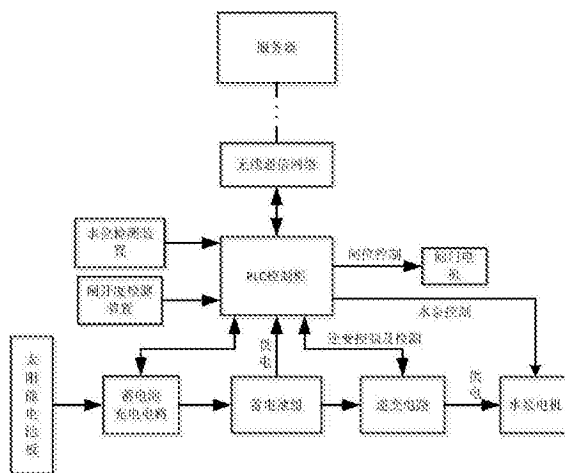 服务器
无线通信网络
水位检测装
置
PLC控制柜
闸位控制
闸门电
机
闸开度检测
装置
水泵控制
供
电
逆变控制及检测
供
电
太
阳
能
电
池
板
蓄电池
充电电路
蓄电池组
逆变电路
水泵电机